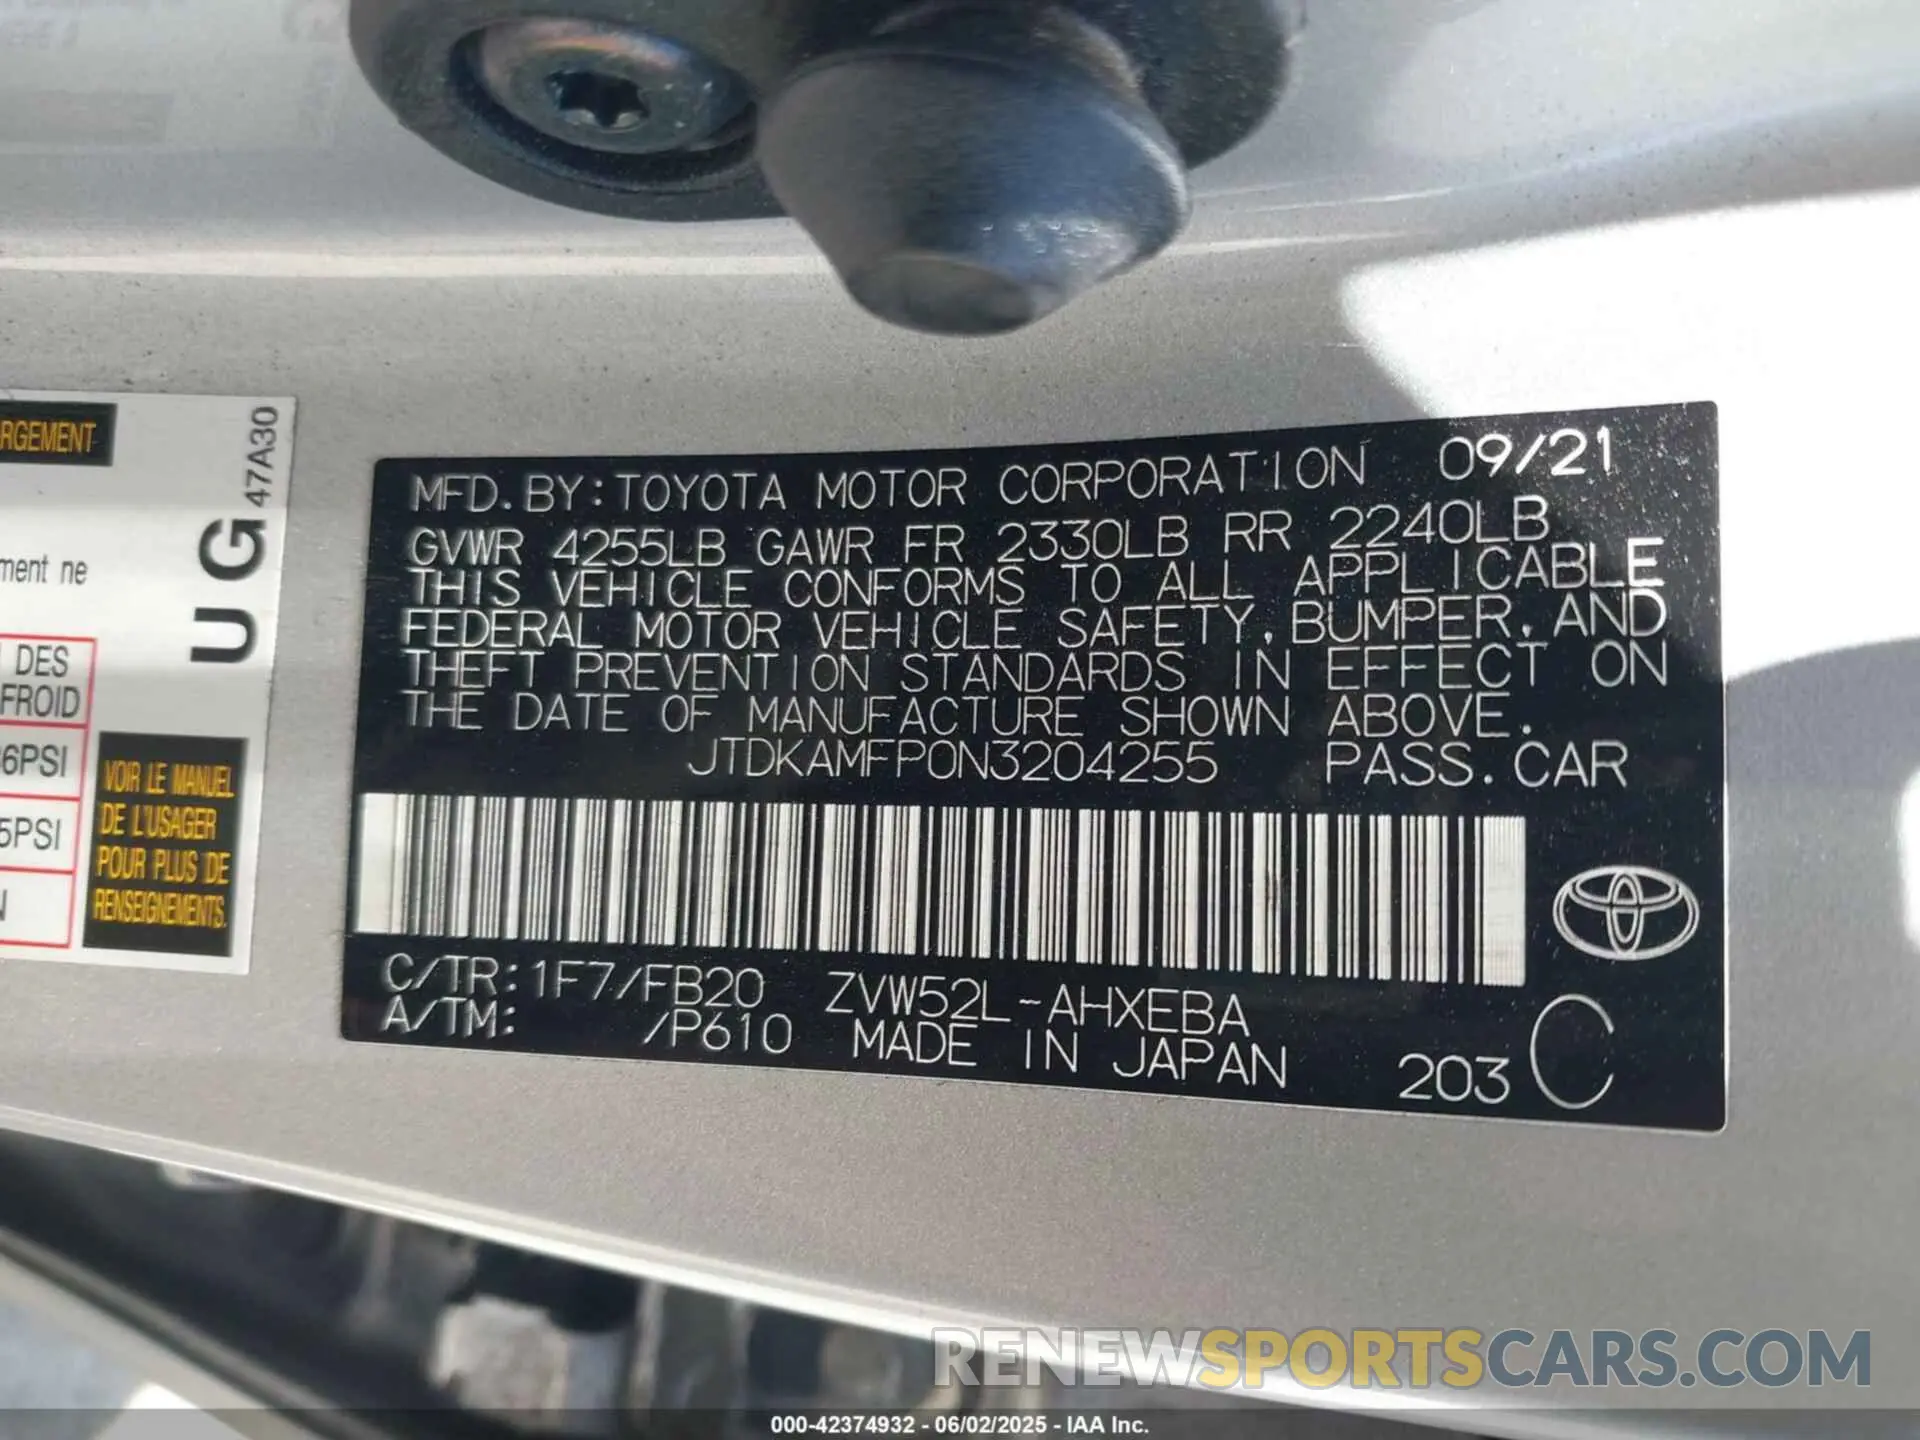 RGEMENT
47A30
U G
ment ne
DES
FROID
6PSI
5PSI
N
VOIR LE MANUEL
DE L'USAGER
POUR PLUS DE
RENSEIGNEMENTS.
MFD. BY: TOYOTA MOTOR CORPORATION 09/21
GVWR 4255LB GAWR FR 2330LB RR 2240LB
THIS VEHICLE CONFORMS TO ALL APPLICABLE
FEDERAL MOTOR VEHICLE SAFETY, BUMPER, AND
THEFT PREVENTION STANDARDS IN EFFECT ON
THE DATE OF MANUFACTURE SHOWN ABOVE.
JTDKAMFP0N3204255 PASS. CAR
C/TR: 1F7/FB20 ZVW52L-AHXEBA
A/TM: /P610 MADE IN JAPAN 203 C
RENEWSPORTSCARS.COM
000-42374932 - 06/02/2025 - IAA Inc.